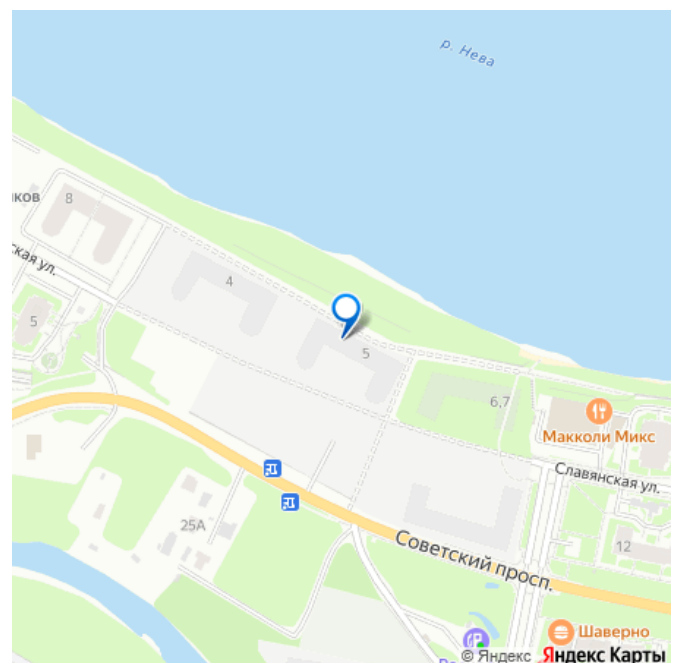 р. Нева
ков
8
ская ул.
4
5
5
6,7
Макколи Микс
Славянская ул.
25А
Советский просп.
12
Шаверно
© Яндекс Яндекс Карты